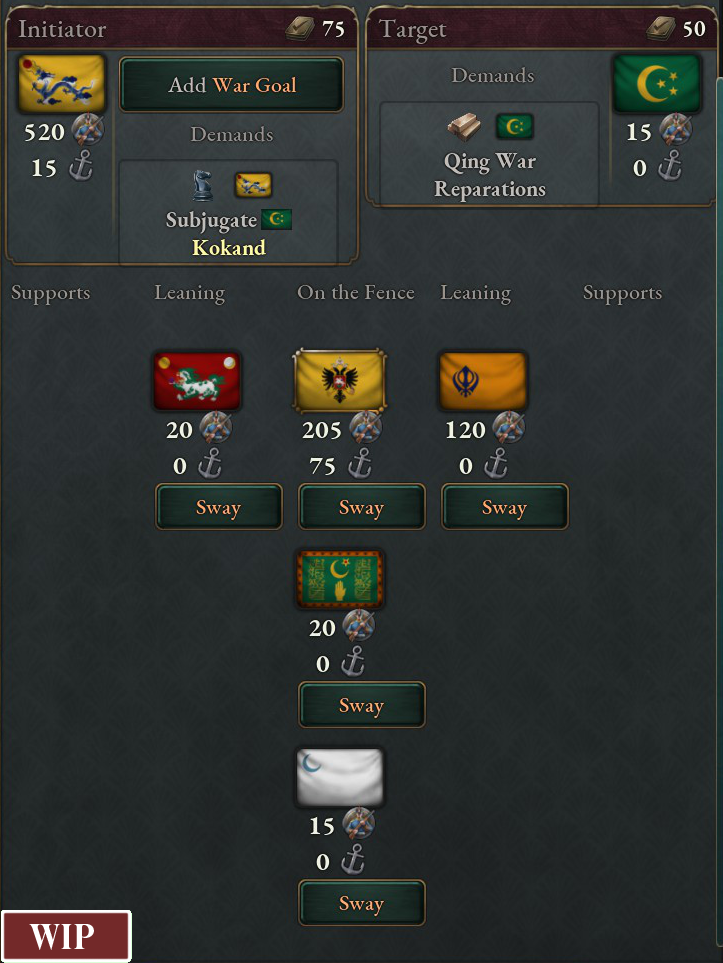 Initiator 75
Target 50
Add War Goal
Demands
520
15
Subjugate
Kokand
Demands
Qing War
Reparations
15
0
Supports Leaning On the Fence Leaning Supports
20 205 120
0 75 0
Sway Sway Sway
20
0
Sway
15
0
Sway
WIP